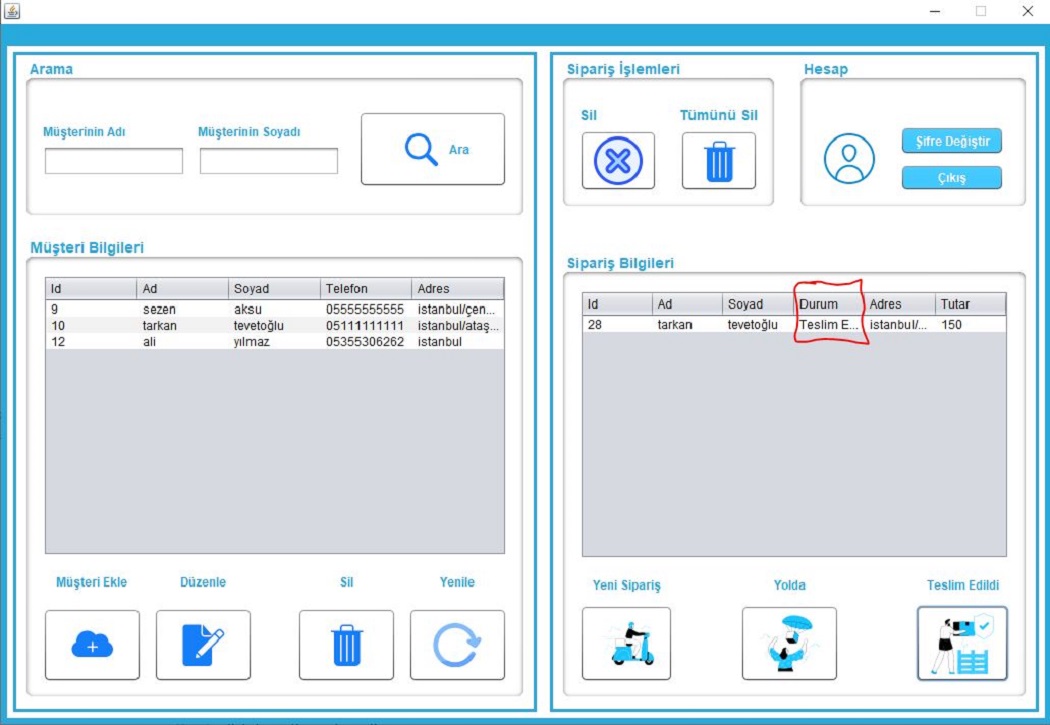 Arama
Müşterinin Adı
Müşterinin Soyadı
Ara
Sipariş İşlemleri
Sil
Tümünü Sil
Hesap
Şifre Değiştir
Çıkış
Müşteri Bilgileri
Id Ad Soyad Telefon Adres
9 sezen aksu 05555555555 istanbul/çen...
10 tarkan tevetoğlu 05111111111 istanbul/ataş...
12 ali yılmaz 05355306262 istanbul
Müşteri Ekle
Düzenle
Sil
Yenile
Sipariş Bilgileri
Id Ad Soyad Durum Adres Tutar
28 tarkan tevetoğlu Teslim E... istanbul/... 150
Yeni Sipariş
Yolda
Teslim Edildi